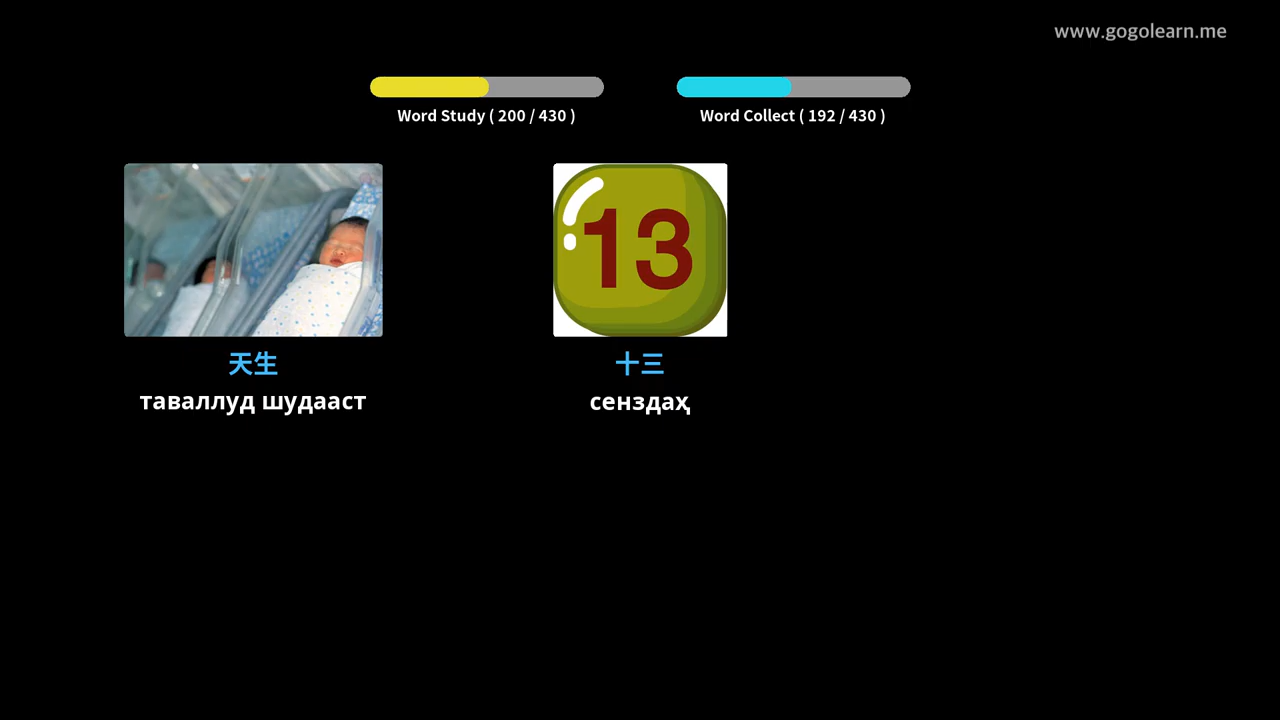 www.gogolearn.me
Word Study ( 200 / 430 )
Word Collect ( 192 / 430 )
13
天生
十三
таваллуд шудааст
сенздаҳ